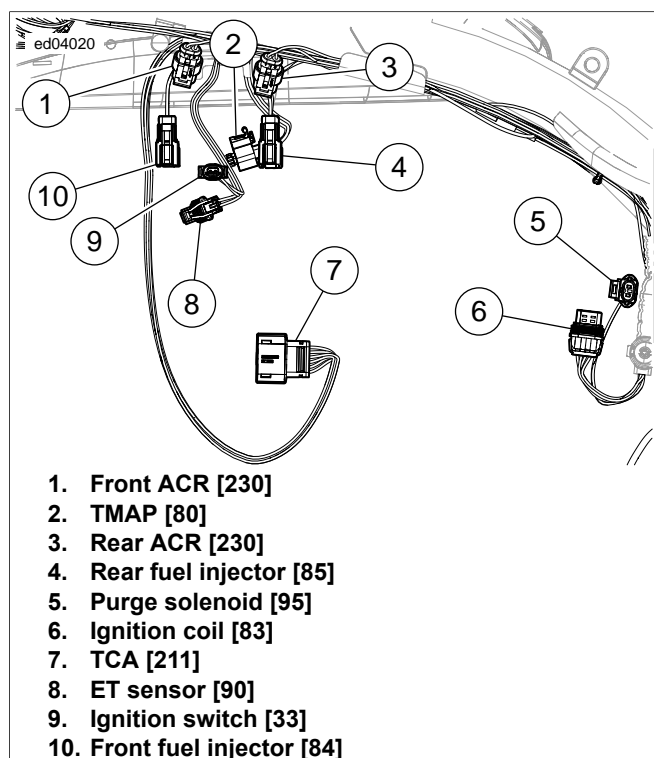 ed04020
2
3
1
4
10
9
5
8
7
6
1. Front ACR [230]
2. TMAP [80]
3. Rear ACR [230]
4. Rear fuel injector [85]
5. Purge solenoid [95]
6. Ignition coil [83]
7. TCA [211]
8. ET sensor [90]
9. Ignition switch [33]
10. Front fuel injector [84]